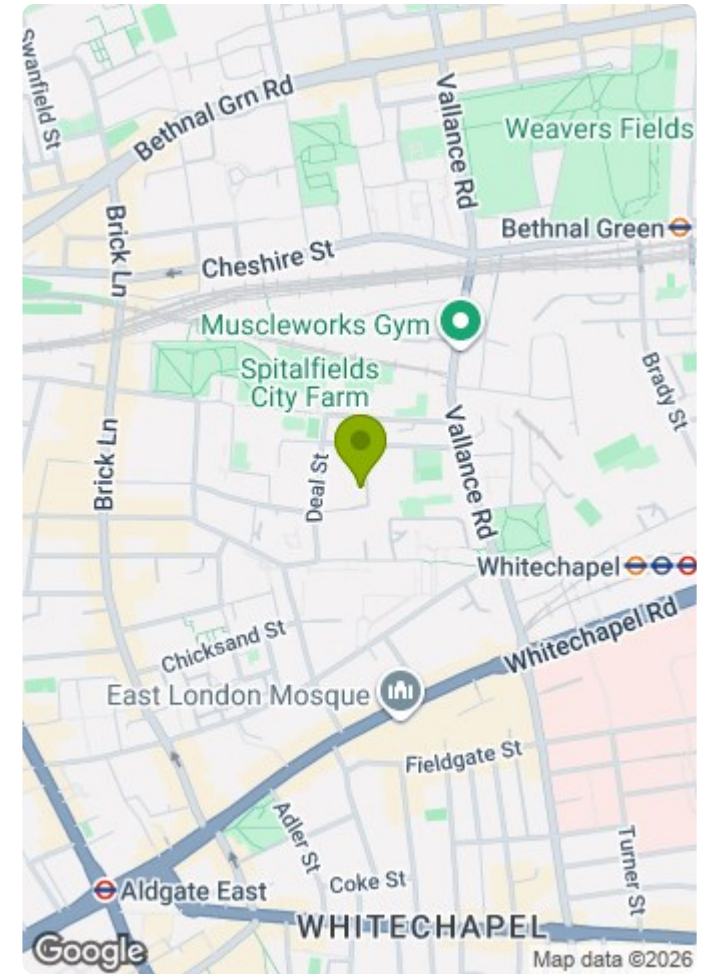 Swanfield St
Bethnal Grn Rd
Vallance Rd
Weavers Fields
Brick Ln
Bethnal Green
Cheshire St
Muscleworks Gym
Spitalfields
City Farm
Brady St
Vallance Rd
Brick Ln
Deal St
Whitechapel
Chicksand St
Whitechapel Rd
East London Mosque
Fieldgate St
Adler St
Turner St
Coke St
Aldgate East
WHITECHAPEL
Google
Map data ©2026